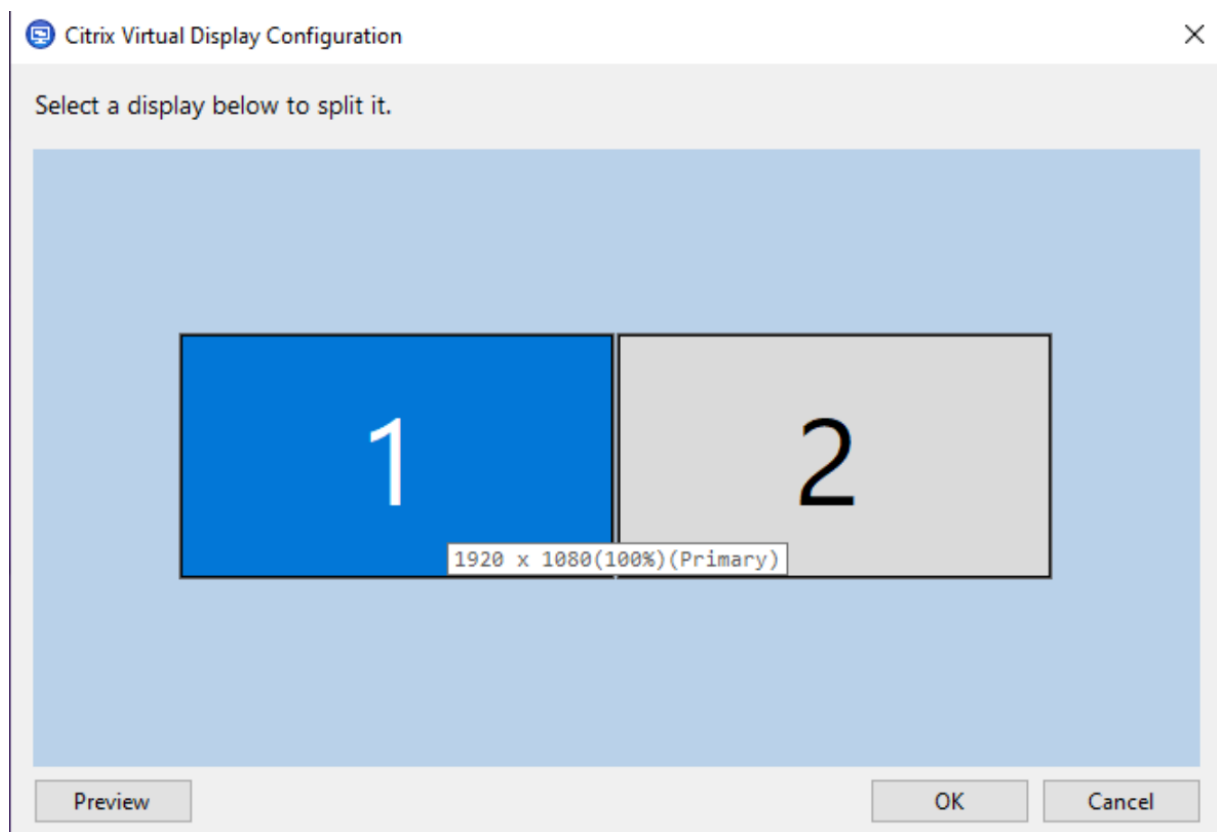 Citrix Virtual Display Configuration
Select a display below to split it.
1
2
1920 x 1080(100%)(Primary)
Preview
OK
Cancel